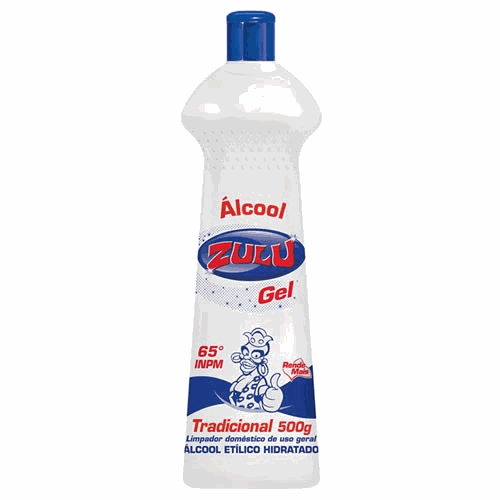 Álcool
ZULU
Gel
65°
INPM
Rende
Mais
Tradicional 500g
Limpador doméstico de uso geral
ÁLCOOL ETÍLICO HIDRATADO